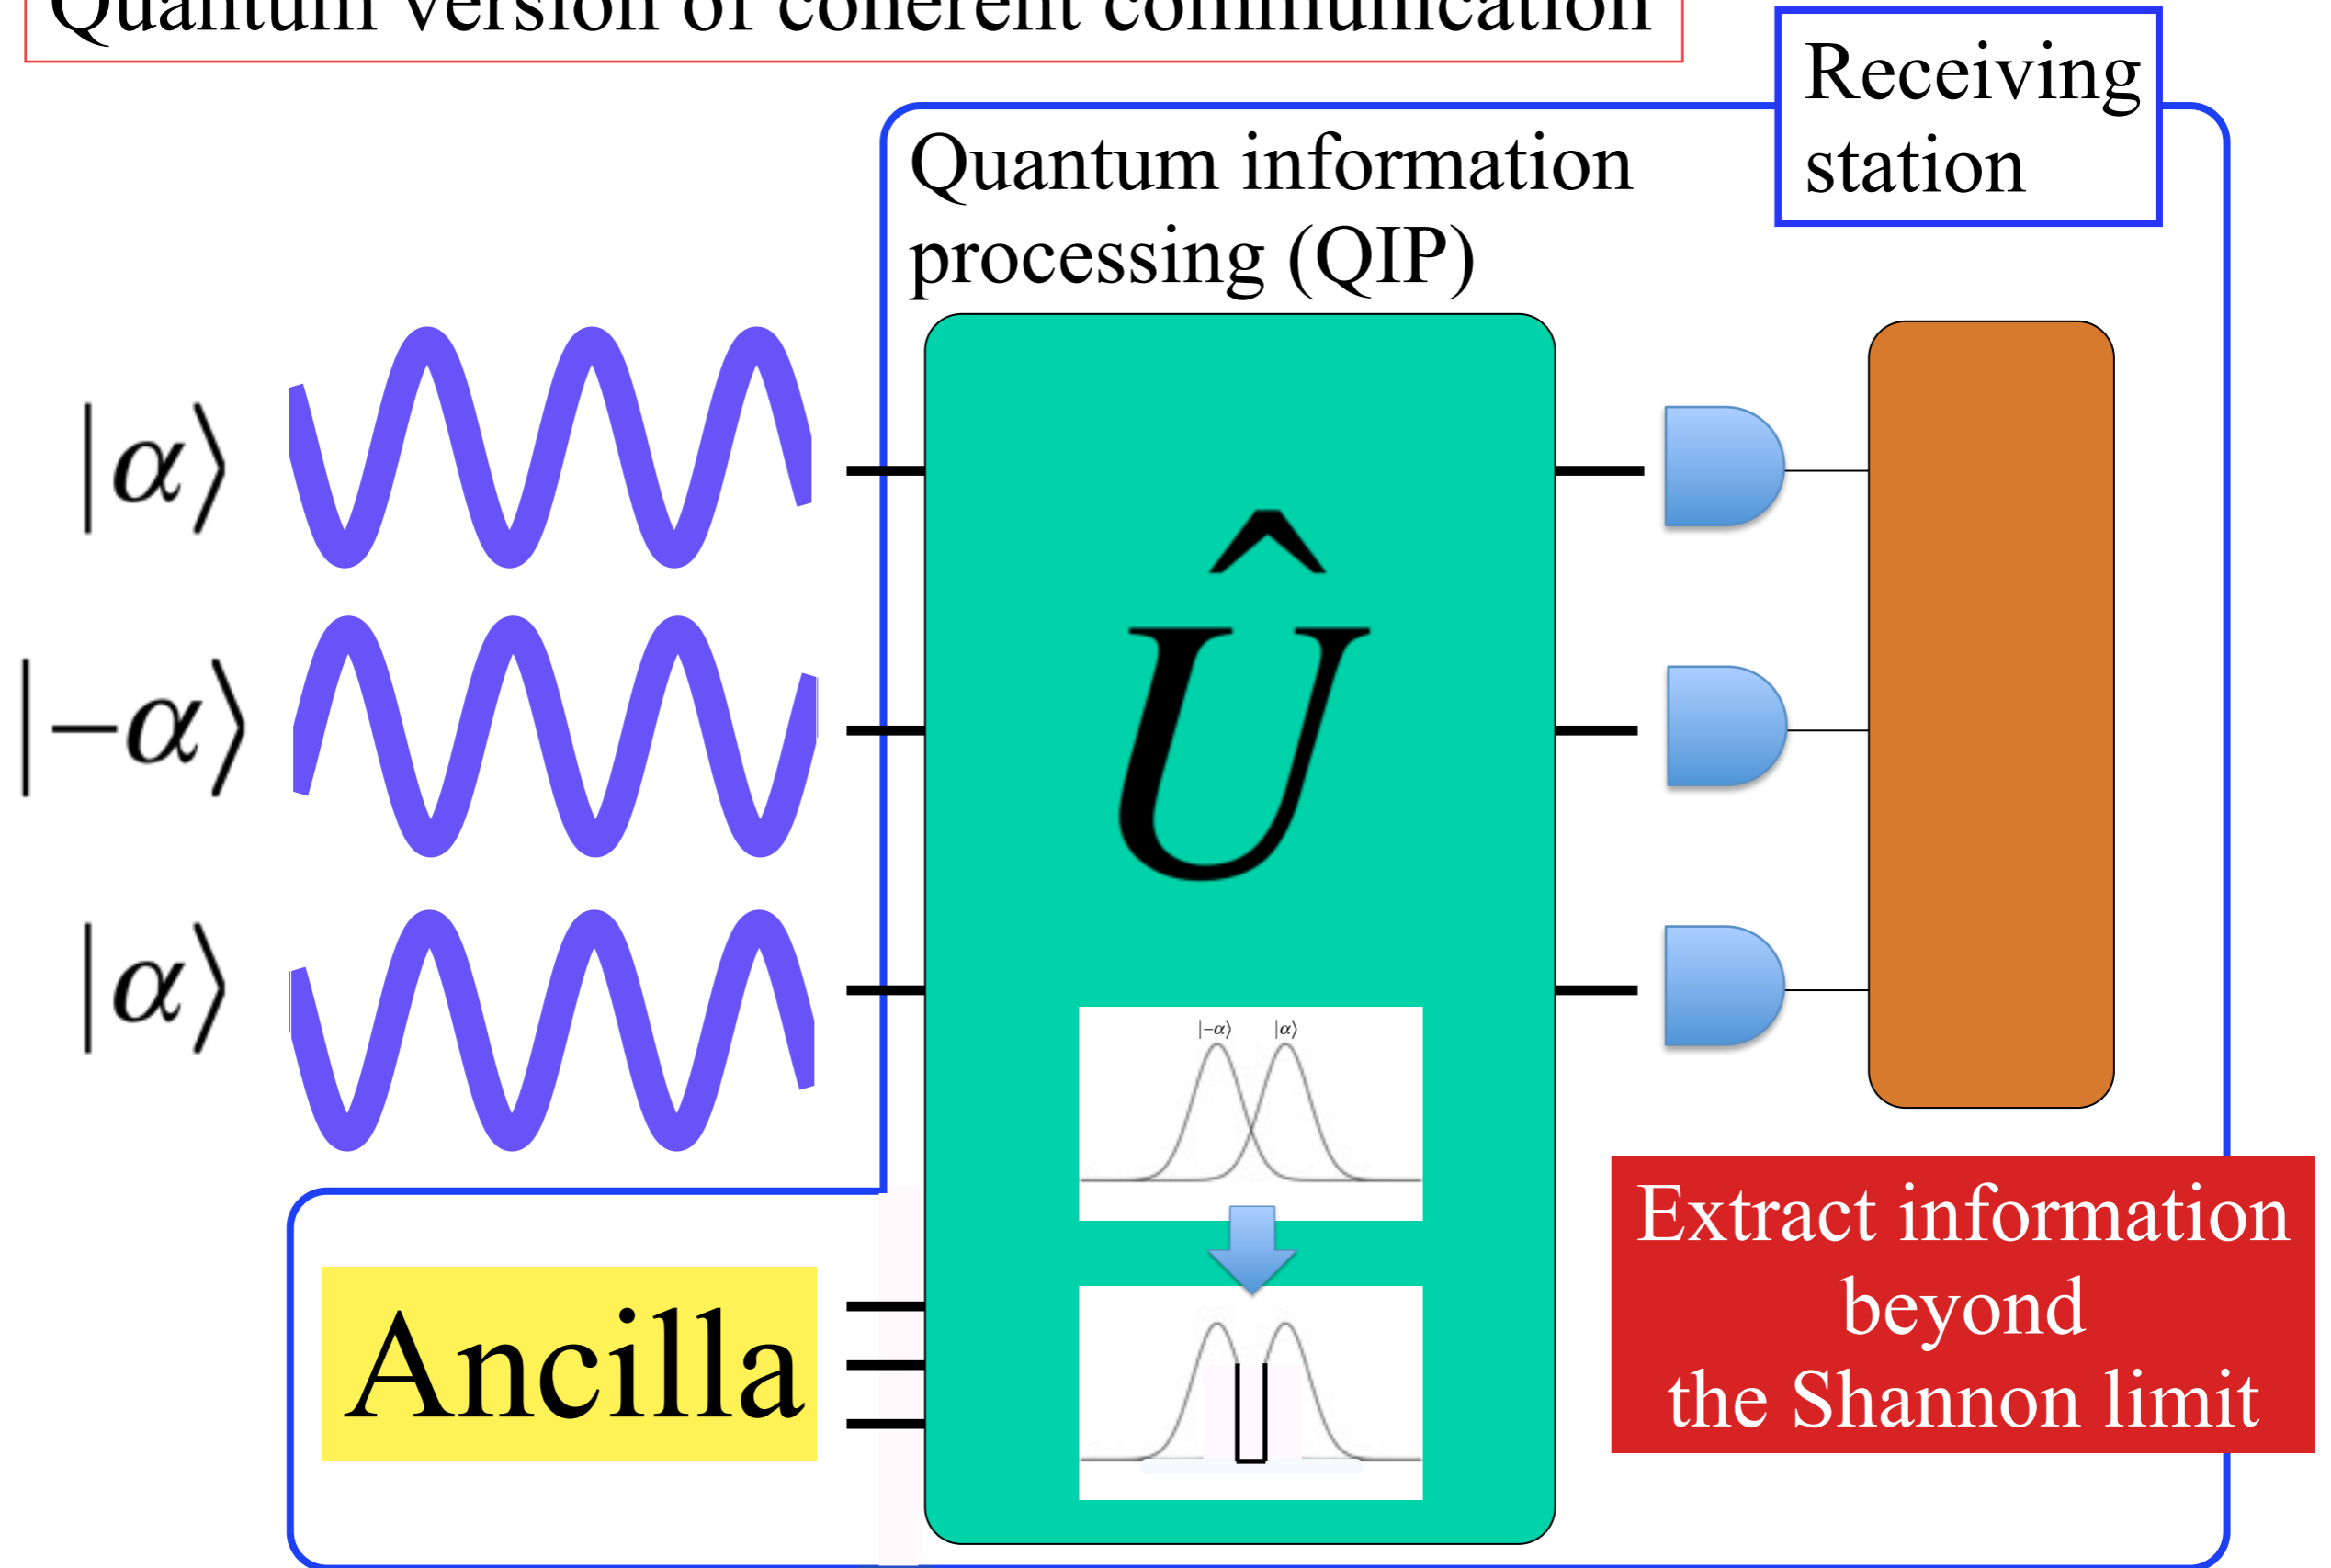 Quantum version of coherent communication
Receiving
station
Quantum information
processing (QIP)
|α⟩
|−α⟩
|α⟩
Û
|−α⟩ |α⟩
Ancilla
Extract information
beyond
the Shannon limit